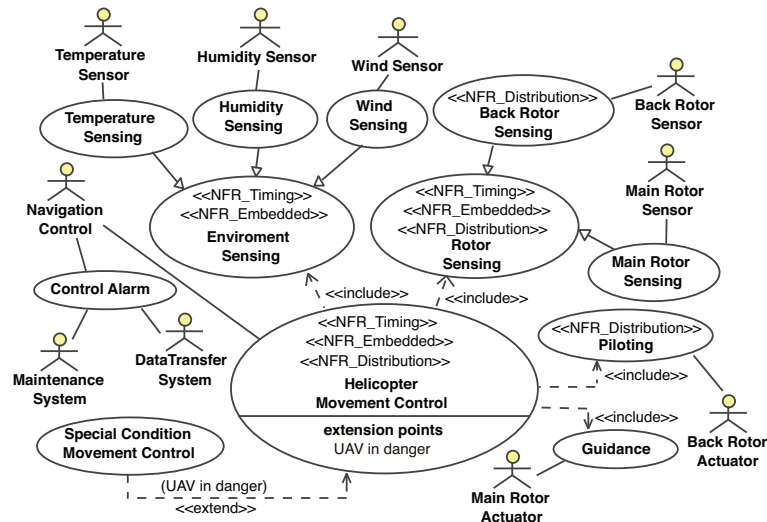 Temperature
Sensor
Humidity Sensor
Wind Sensor
Temperature
Sensing
Humidity
Sensing
Wind
Sensing
<<NFR_Distribution>>
Back Rotor
Sensing
Back Rotor
Sensor
Navigation
Control
<<NFR_Timing>>
<<NFR_Embedded>>
Enviroment
Sensing
<<NFR_Timing>>
<<NFR_Embedded>>
<<NFR_Distribution>>
Rotor
Sensing
Main Rotor
Sensor
Main Rotor
Sensing
Control Alarm
<<include>>
<<include>>
Maintenance
System
DataTransfer
System
<<NFR_Timing>>
<<NFR_Embedded>>
<<NFR_Distribution>>
Helicopter
Movement Control
extension points
UAV in danger
<<NFR_Distribution>>
Piloting
<<include>>
<<include>>
Guidance
Back Rotor
Actuator
Main Rotor
Actuator
Special Condition
Movement Control
(UAV in danger)
<<extend>>